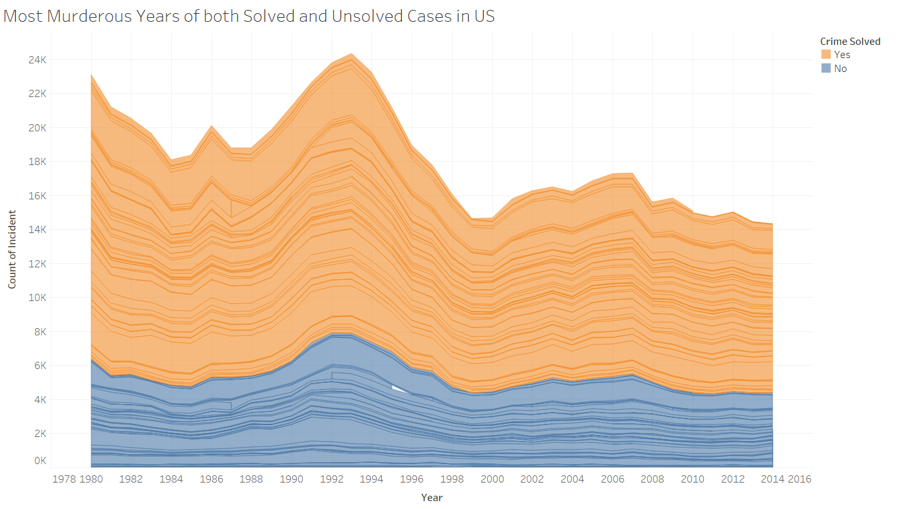 Most Murderous Years of both Solved and Unsolved Cases in US
Crime Solved
Yes
No
24K
22K
20K
18K
16K
14K
12K
10K
8K
6K
4K
2K
0K
Count of Incident
1978 1980 1982 1984 1986 1988 1990 1992 1994 1996 1998 2000 2002 2004 2006 2008 2010 2012 2014 2016
Year